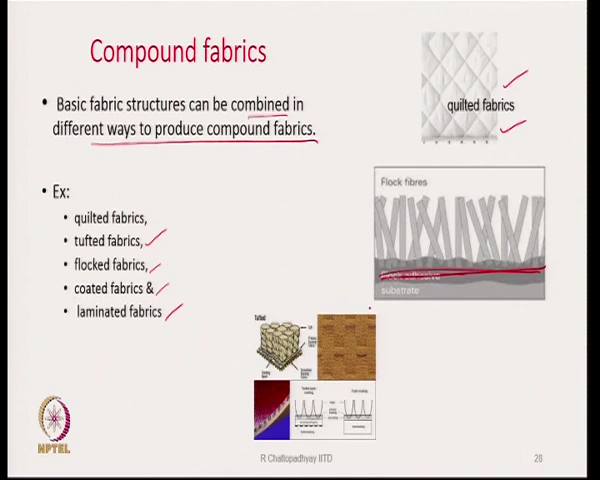 Compound fabrics
• Basic fabric structures can be combined in
different ways to produce compound fabrics.
quilted fabrics
• Ex:
• quilted fabrics,
• tufted fabrics,
• flocked fabrics,
• coated fabrics &
• laminated fabrics
Flock fibres
substrate
Tufted
NPTEL
R Chattopadhyay IITD
28